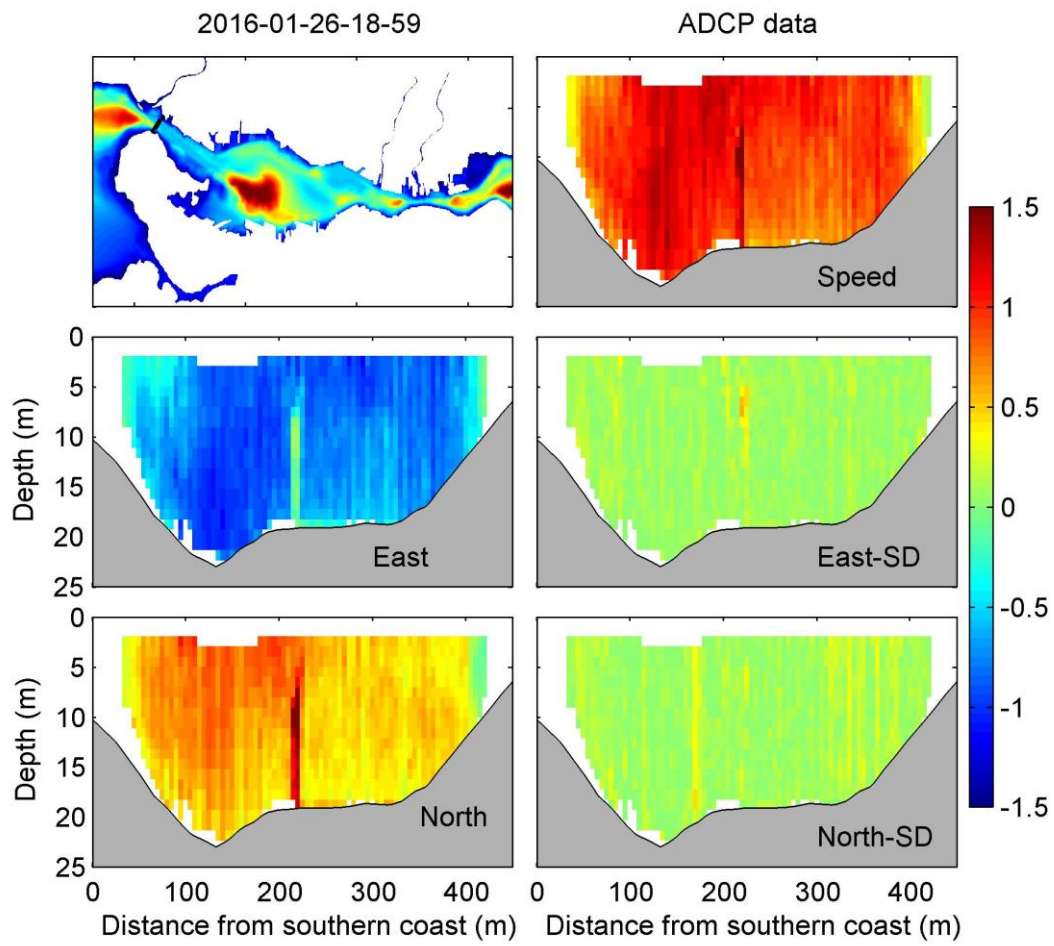 2016-01-26-18-59
ADCP data
Speed
1.5
1
0.5
0
-0.5
-1
-1.5
0
5
10
15
20
25
Depth (m)
East
East-SD
0
5
10
15
20
25
Depth (m)
North
North-SD
0 100 200 300 400
0 100 200 300 400
Distance from southern coast (m)
Distance from southern coast (m)